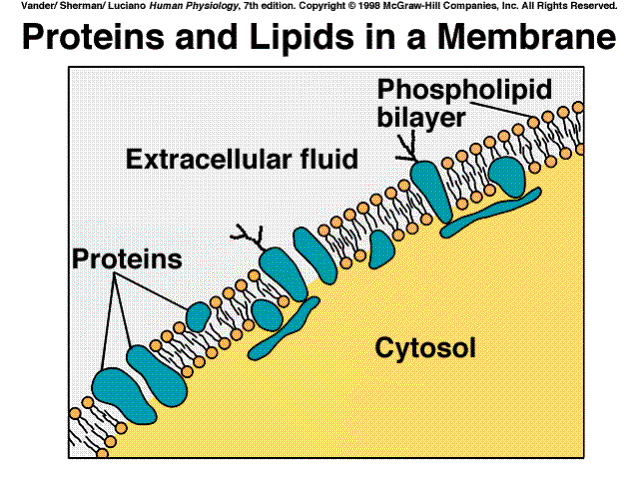 Vander/ Sherman/ Luciano Human Physiology, 7th edition. Copyright © 1998 McGraw-Hill Companies, Inc. All Rights Reserved.
Proteins and Lipids in a Membrane
Phospholipid
bilayer
Extracellular fluid
Proteins
Cytosol